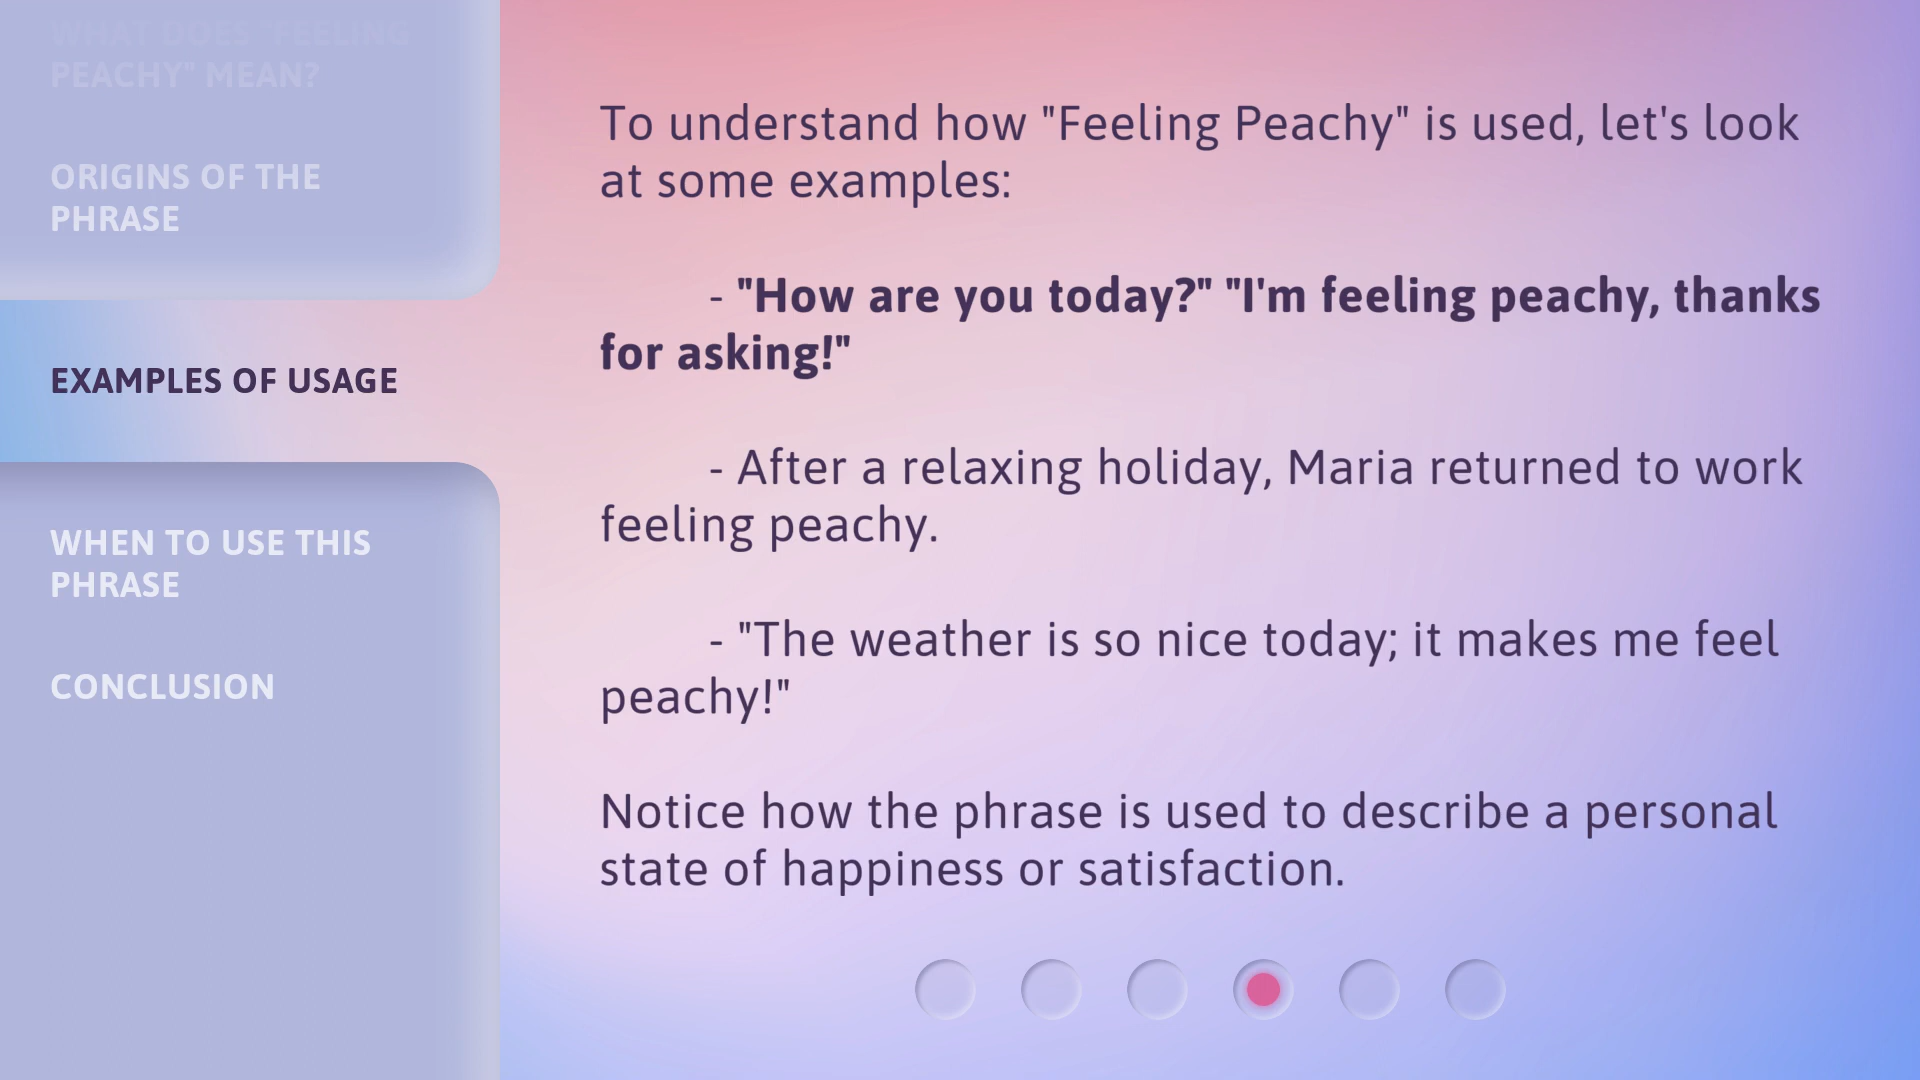 WHAT DOES "FEELING
PEACHY" MEAN?
ORIGINS OF THE
PHRASE
EXAMPLES OF USAGE
WHEN TO USE THIS
PHRASE
CONCLUSION
To understand how "Feeling Peachy" is used, let's look
at some examples:
- "How are you today?" "I'm feeling peachy, thanks
for asking!"
- After a relaxing holiday, Maria returned to work
feeling peachy.
- "The weather is so nice today; it makes me feel
peachy!"
Notice how the phrase is used to describe a personal
state of happiness or satisfaction.